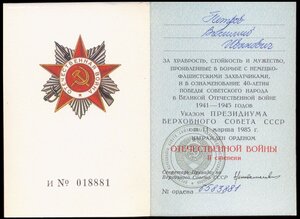 ОТЕЧЕСТВЕННАЯ ВОЙНА
И № 018881
Петров
Василий
Иванович
ЗА ХРАБРОСТЬ, СТОЙКОСТЬ И МУЖЕСТВО,
ПРОЯВЛЕННЫЕ В БОРЬБЕ С НЕМЕЦКО-
ФАШИСТСКИМИ ЗАХВАТЧИКАМИ,
И В ОЗНАМЕНОВАНИЕ 40-ЛЕТИЯ
ПОБЕДЫ СОВЕТСКОГО НАРОДА
В ВЕЛИКОЙ ОТЕЧЕСТВЕННОЙ ВОЙНЕ
1941—1945 ГОДОВ
УКАЗОМ ПРЕЗИДИУМА
ВЕРХОВНОГО СОВЕТА СССР
ОТ 11 МАРТА 1985 Г.
НАГРАЖДЕН ОРДЕНОМ
ОТЕЧЕСТВЕННОЙ ВОЙНЫ
II СТЕПЕНИ
Секретарь Президиума
Верховного Совета СССР
№ ордена